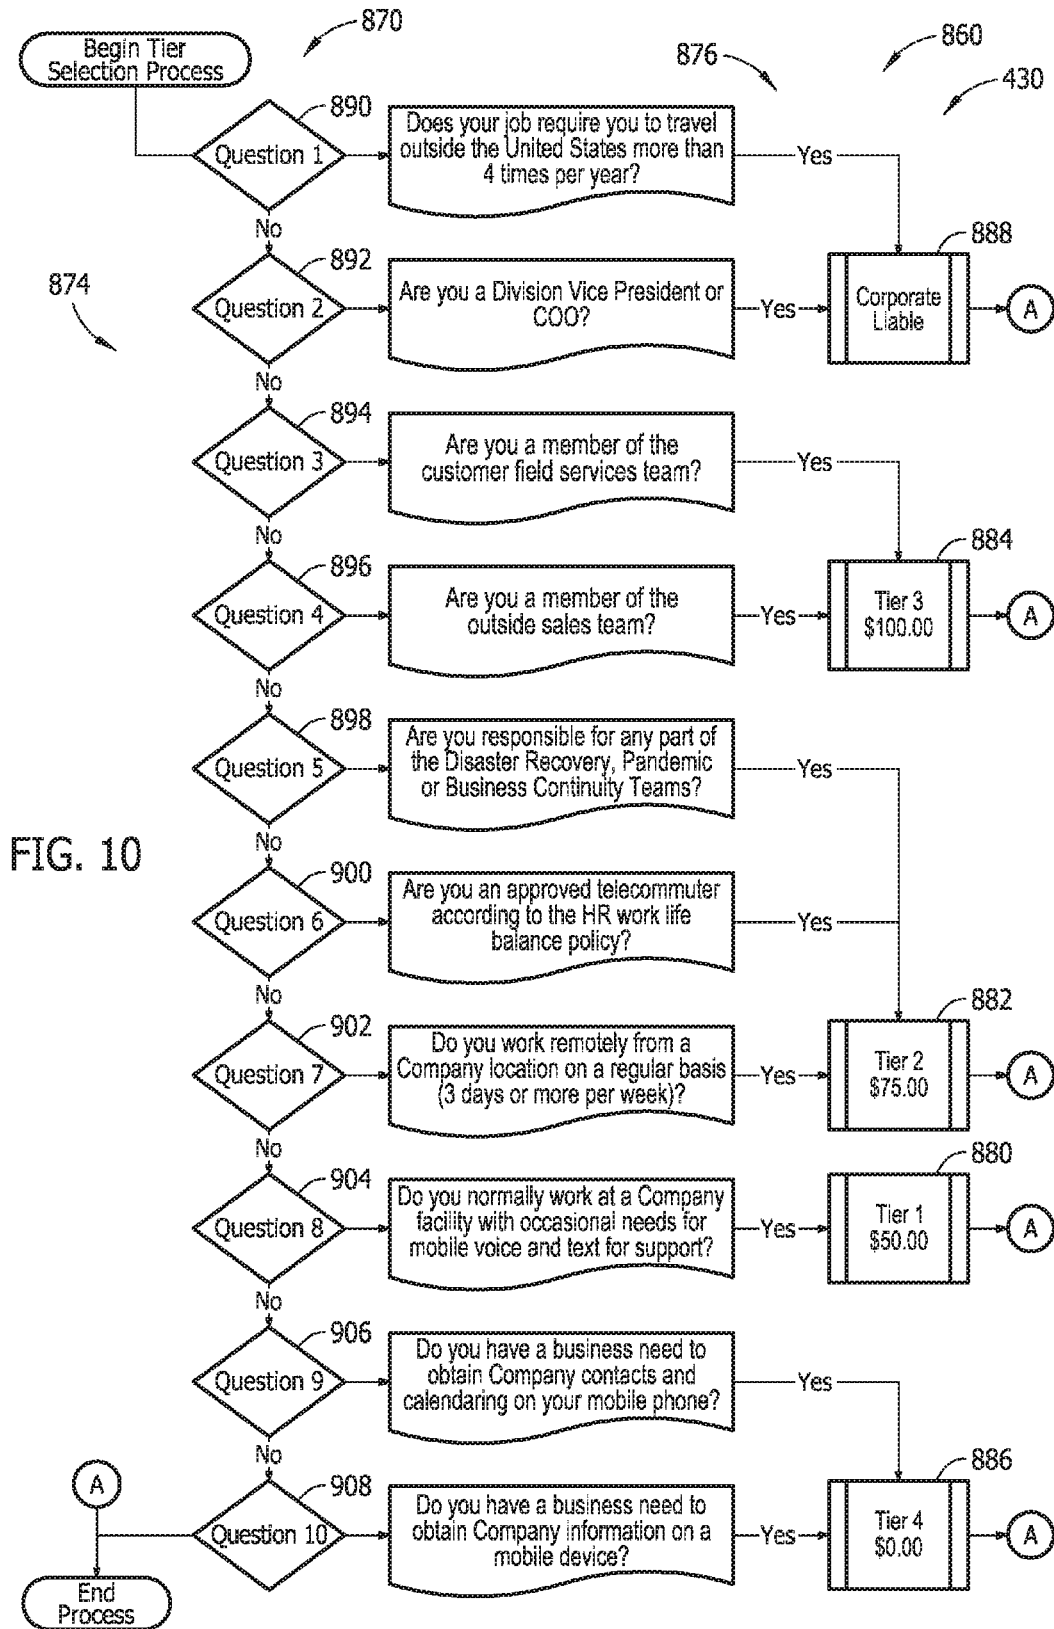 870
860
876
430
Begin Tier
Selection Process
890
Question 1
Does your job require you to travel
outside the United States more than
4 times per year?
Yes
No
874
892
Question 2
Are you a Division Vice President or
COO?
Yes
888
Corporate
Liable
A
No
894
Question 3
Are you a member of the
customer field services team?
Yes
No
896
Question 4
Are you a member of the
outside sales team?
Yes
884
Tier 3
$100.00
A
No
898
Question 5
Are you responsible for any part of
the Disaster Recovery, Pandemic
or Business Continuity Teams?
Yes
No
FIG. 10
900
Question 6
Are you an approved telecommuter
according to the HR work life
balance policy?
Yes
No
902
Question 7
Do you work remotely from a
Company location on a regular basis
(3 days or more per week)?
Yes
882
Tier 2
$75.00
A
No
904
Question 8
Do you normally work at a Company
facility with occasional needs for
mobile voice and text for support?
Yes
880
Tier 1
$50.00
A
No
906
Question 9
Do you have a business need to
obtain Company contacts and
calendaring on your mobile phone?
Yes
No
A
908
Question 10
Do you have a business need to
obtain Company information on a
mobile device?
Yes
886
Tier 4
$0.00
A
End
Process